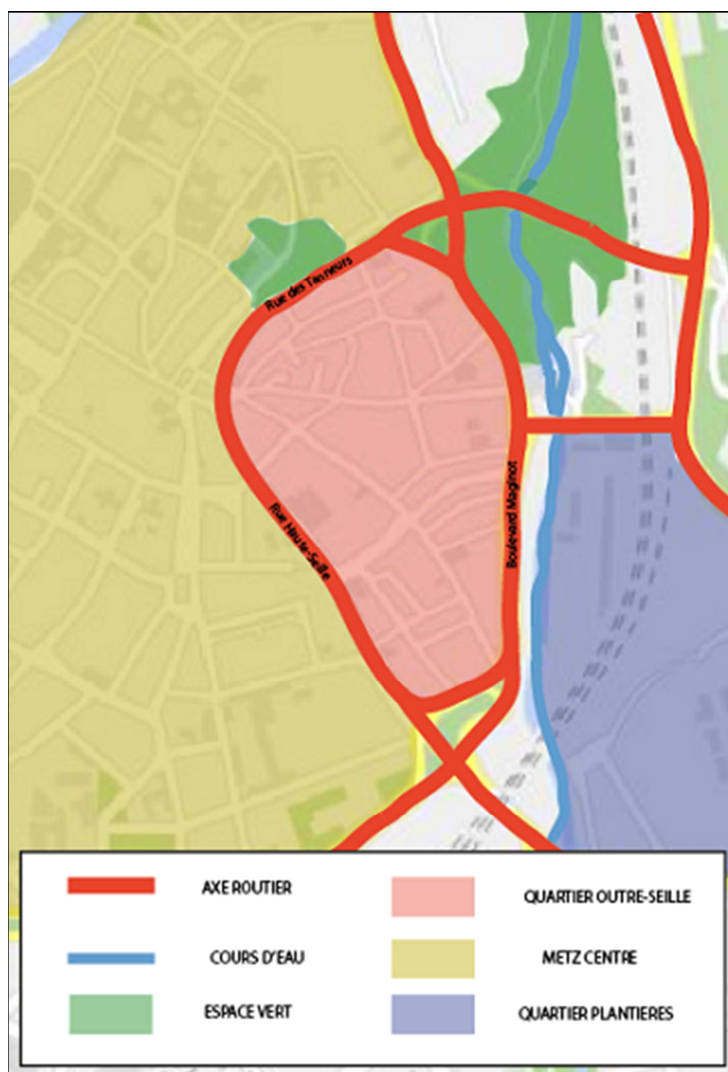 Rue des Tanneurs
Rue Haute-Seille
Boulevard Maginot
AXE ROUTIER
QUARTIER OUTRE-SEILLE
COURS D'EAU
METZ CENTRE
ESPACE VERT
QUARTIER PLANTIERES